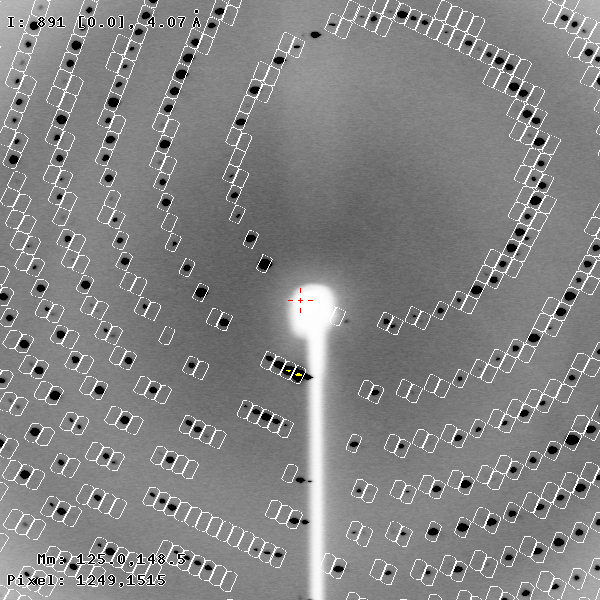 I: 891 [0.0], 4.07 Å
Mm: 125.0,148.5
Pixel: 1249,1515